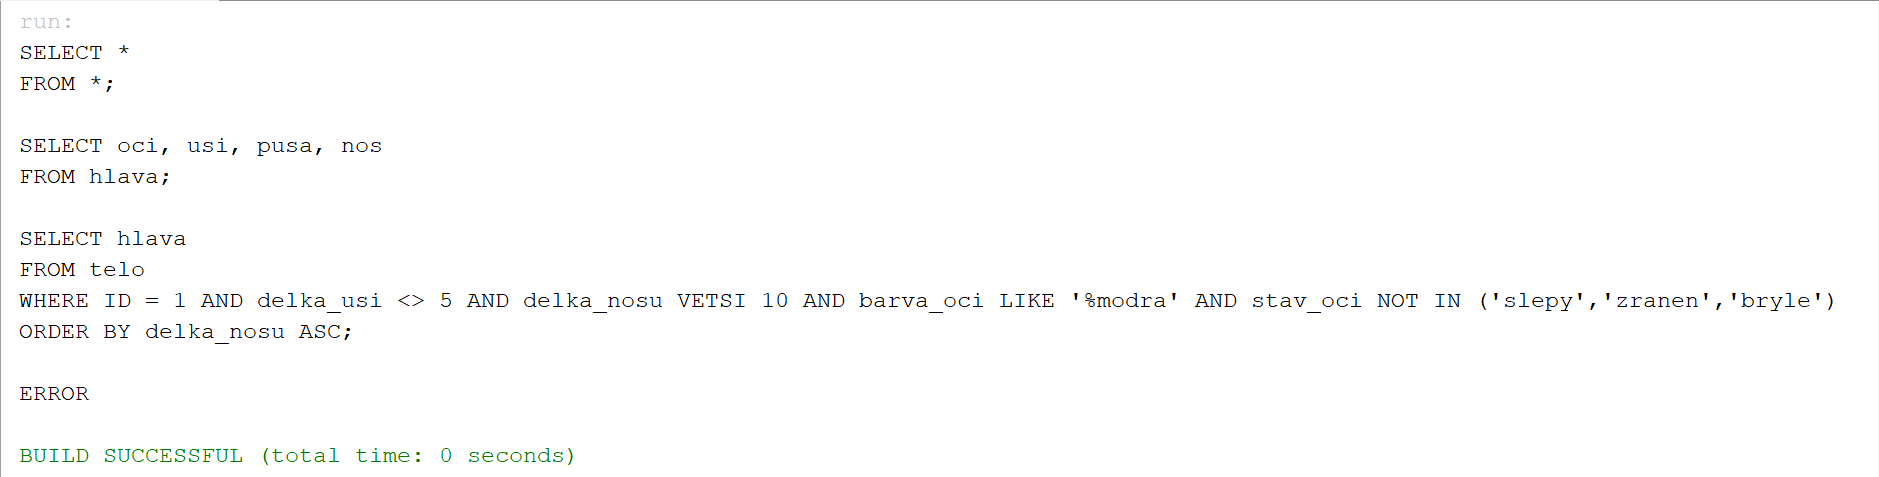 run:
SELECT *
FROM *;
SELECT oci, usi, pusa, nos
FROM hlava;
SELECT hlava
FROM telo
WHERE ID = 1 AND delka_usi <> 5 AND delka_nosu VETSI 10 AND barva_oci LIKE '%modra' AND stav_oci NOT IN ('slepy','zranen','bryle')
ORDER BY delka_nosu ASC;
ERROR
BUILD SUCCESSFUL (total time: 0 seconds)